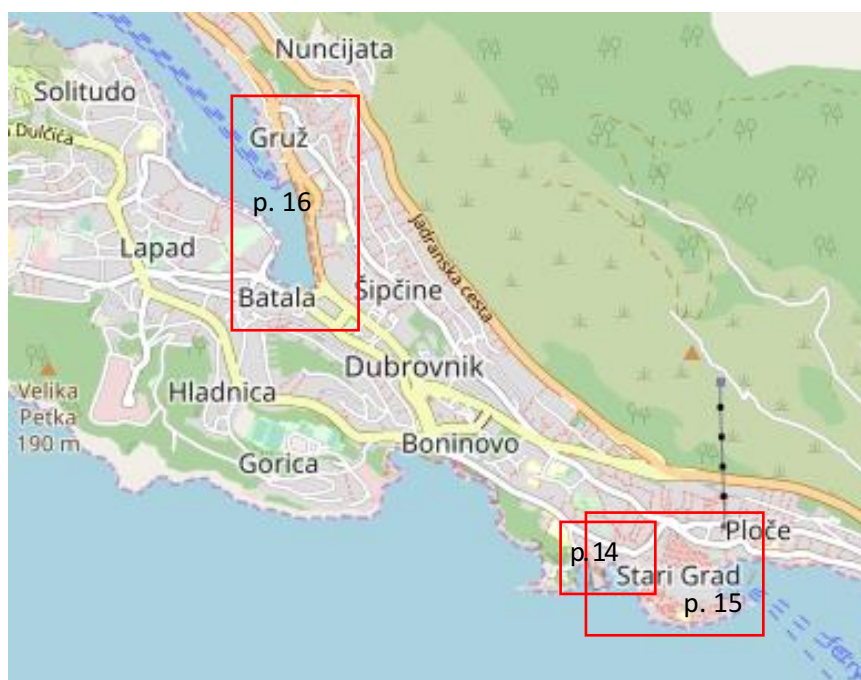 Nuncijata
Solitudo
Dulčića
Gruž
p. 16
Jadranska cesta
Lapad
Batala
Šipčine
Dubrovnik
Velika
Petka
190 m
Hladnica
Boninovo
Gorica
Ploče
p. 14
Stari Grad
p. 15
ferry